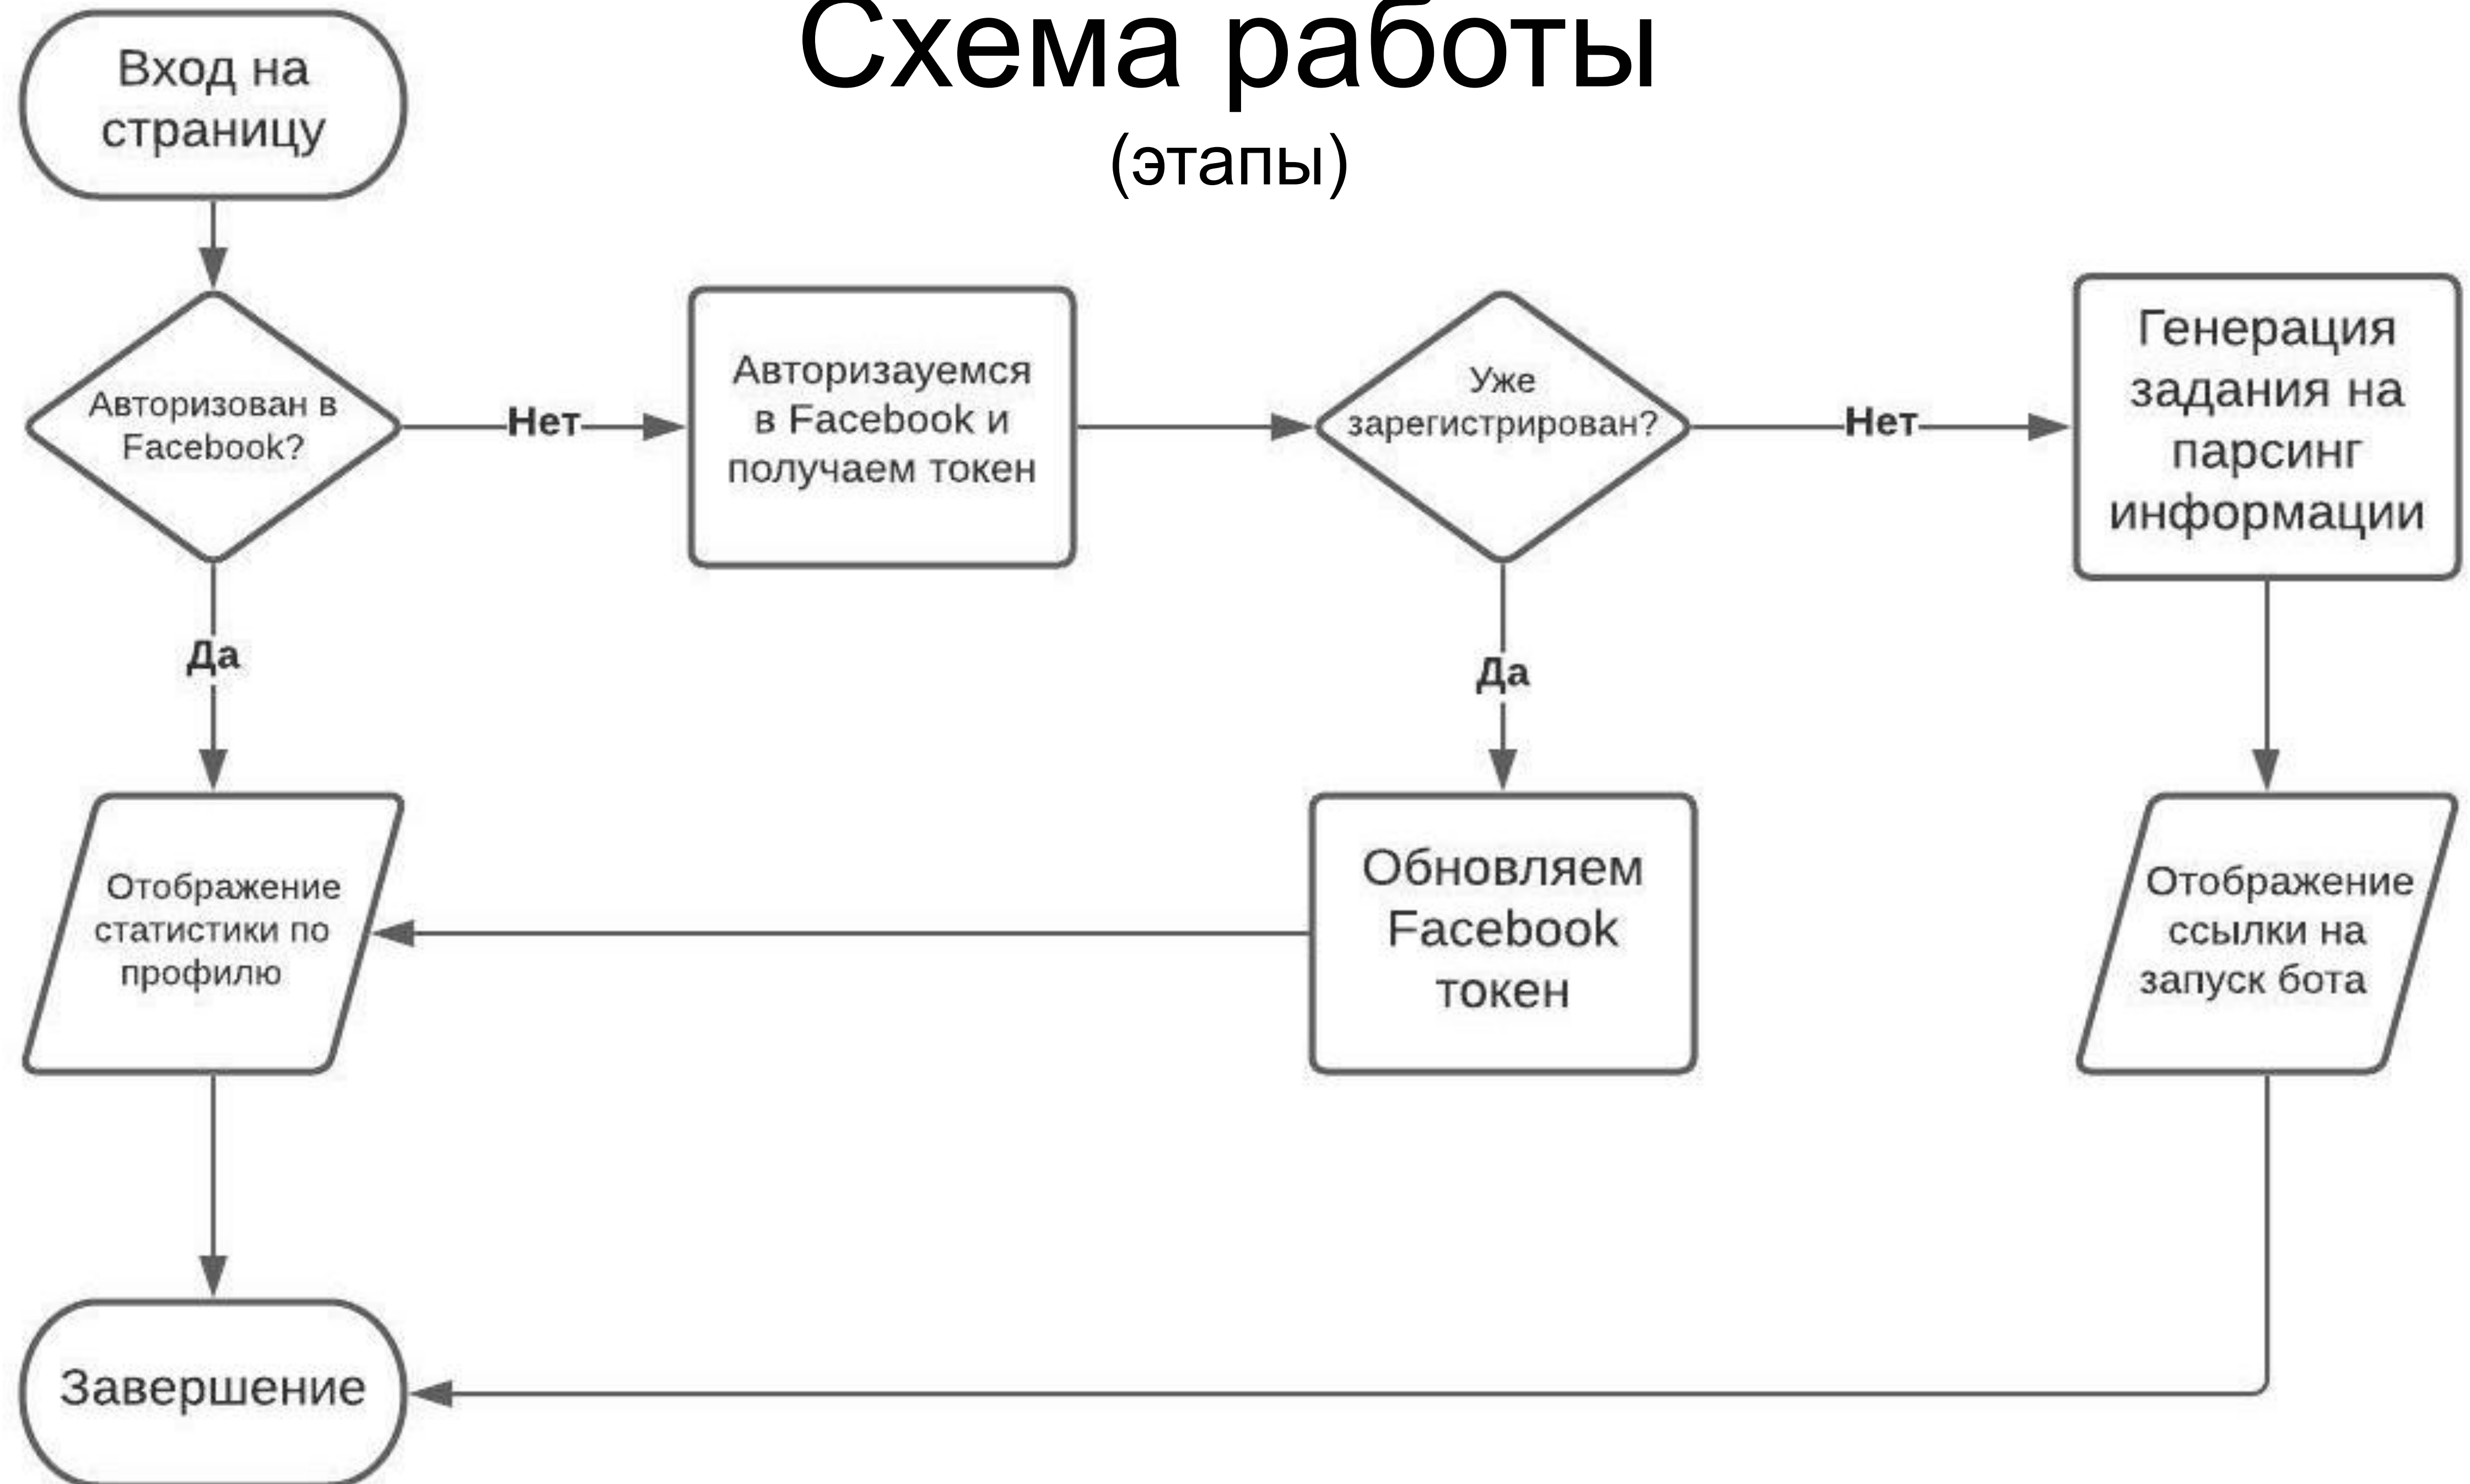 Схема работы
(этапы)
Вход на
страницу
Авторизован в
Facebook?
Нет
Авторизауемся
в Facebook и
получаем токен
Уже
зарегистрирован?
Нет
Генерация
задания на
парсинг
информации
Да
Да
Отображение
статистики по
профилю
Обновляем
Facebook
токен
Отображение
ссылки на
запуск бота
Завершение